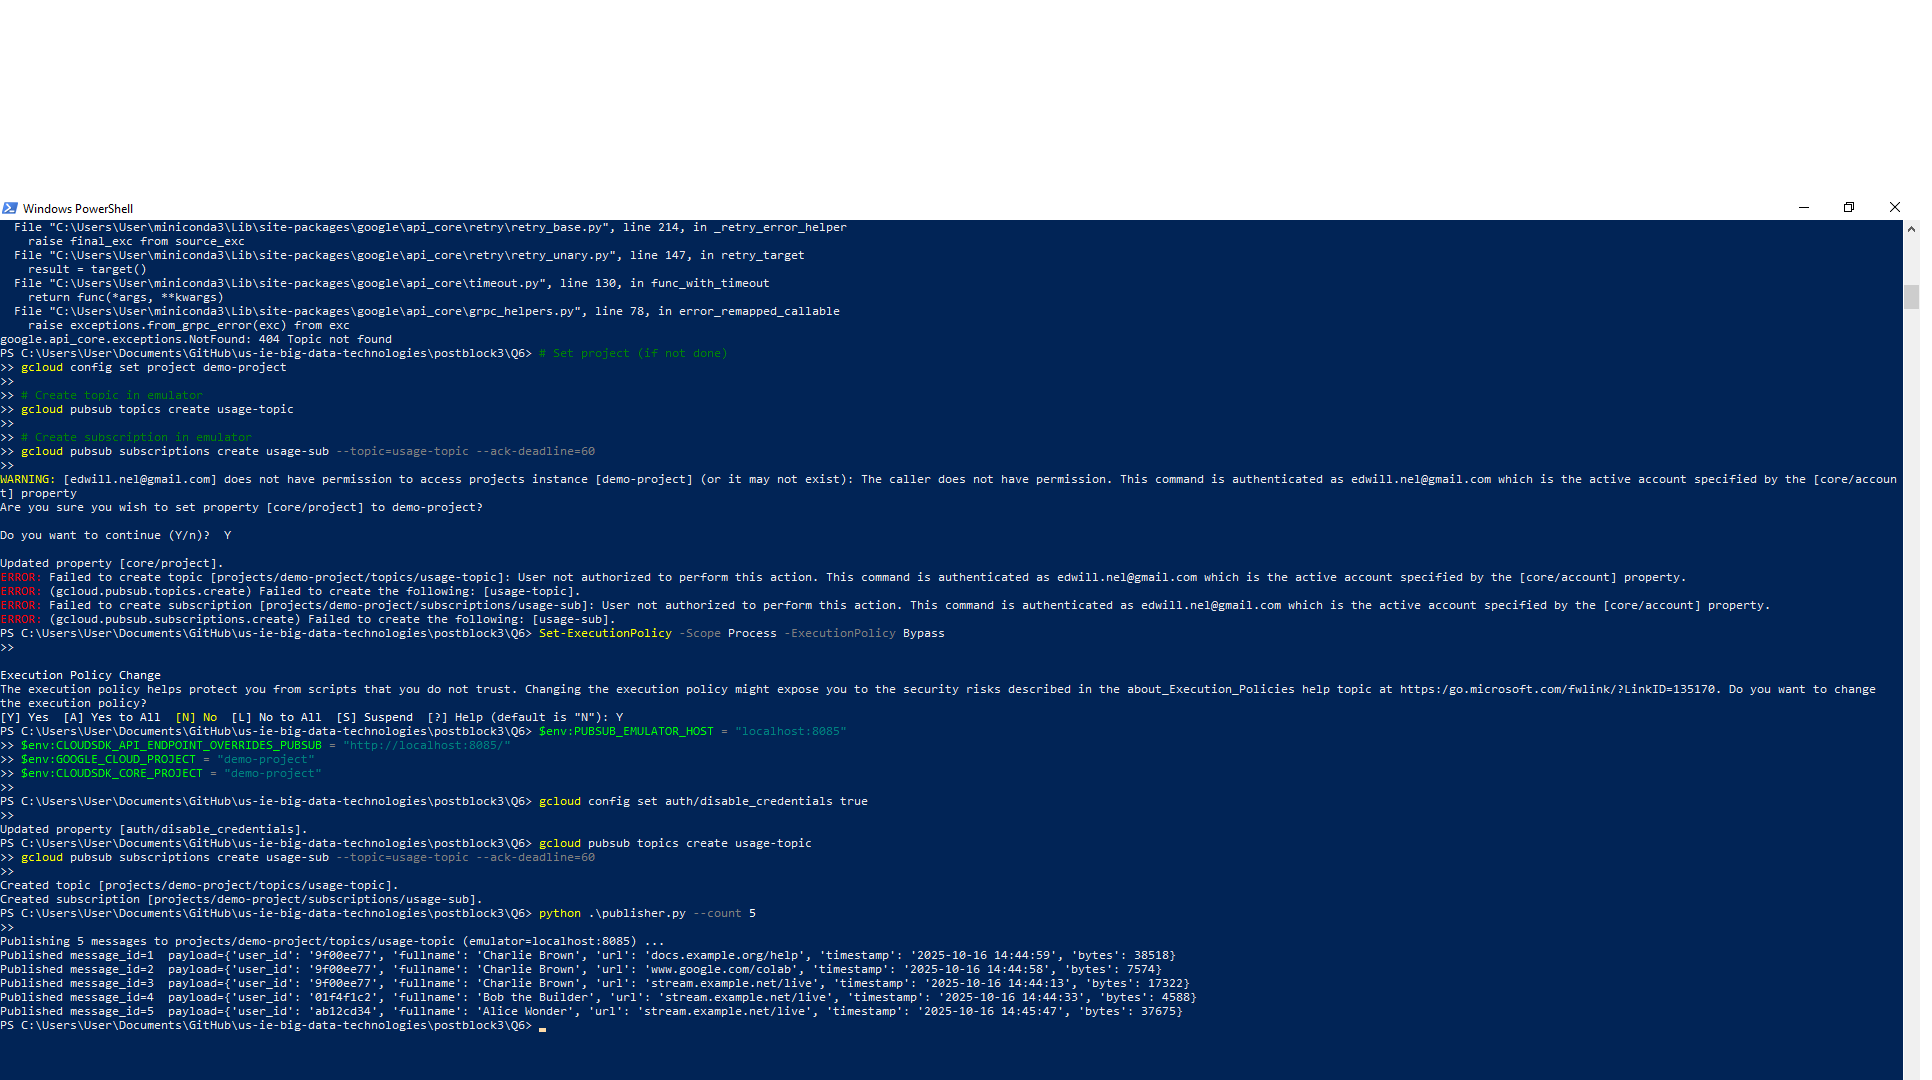 Windows PowerShell
File "C:\Users\User\miniconda3\Lib\site-packages\google\api_core\retry\retry_base.py", line 214, in _retry_error_helper
raise final_exc from source_exc
File "C:\Users\User\miniconda3\Lib\site-packages\google\api_core\retry\retry_unary.py", line 147, in retry_target
result = target()
File "C:\Users\User\miniconda3\Lib\site-packages\google\api_core\timeout.py", line 130, in func_with_timeout
return func(*args, **kwargs)
File "C:\Users\User\miniconda3\Lib\site-packages\google\api_core\grpc_helpers.py", line 78, in error_remapped_callable
raise exceptions.from_grpc_error(exc) from exc
google.api_core.exceptions.NotFound: 404 Topic not found
PS C:\Users\User\Documents\GitHub\us-ie-big-data-technologies\postblock3\Q6> # Set project (if not done)
>> gcloud config set project demo-project
>>
>> # Create topic in emulator
>> gcloud pubsub topics create usage-topic
>>
>> # Create subscription in emulator
>> gcloud pubsub subscriptions create usage-sub --topic=usage-topic --ack-deadline=60
>>
WARNING: [edwill.nel@gmail.com] does not have permission to access projects instance [demo-project] (or it may not exist): The caller does not have permission. This command is authenticated as edwill.nel@gmail.com which is the active account specified by the [core/accoun
t] property
Are you sure you wish to set property [core/project] to demo-project?
Do you want to continue (Y/n)?  Y
Updated property [core/project].
ERROR: Failed to create topic [projects/demo-project/topics/usage-topic]: User not authorized to perform this action. This command is authenticated as edwill.nel@gmail.com which is the active account specified by the [core/account] property.
ERROR: (gcloud.pubsub.topics.create) Failed to create the following: [usage-topic].
ERROR: Failed to create subscription [projects/demo-project/subscriptions/usage-sub]: User not authorized to perform this action. This command is authenticated as edwill.nel@gmail.com which is the active account specified by the [core/account] property.
ERROR: (gcloud.pubsub.subscriptions.create) Failed to create the following: [usage-sub].
PS C:\Users\User\Documents\GitHub\us-ie-big-data-technologies\postblock3\Q6> Set-ExecutionPolicy -Scope Process -ExecutionPolicy Bypass
>>
Execution Policy Change
The execution policy helps protect you from scripts that you do not trust. Changing the execution policy might expose you to the security risks described in the about_Execution_Policies help topic at https:/go.microsoft.com/fwlink/?LinkID=135170. Do you want to change
the execution policy?
[Y] Yes  [A] Yes to All  [N] No  [L] No to All  [S] Suspend  [?] Help (default is "N"): Y
PS C:\Users\User\Documents\GitHub\us-ie-big-data-technologies\postblock3\Q6> $env:PUBSUB_EMULATOR_HOST = "localhost:8085"
>> $env:CLOUDSDK_API_ENDPOINT_OVERRIDES_PUBSUB = "http://localhost:8085/"
>> $env:GOOGLE_CLOUD_PROJECT = "demo-project"
>> $env:CLOUDSDK_CORE_PROJECT = "demo-project"
>>
PS C:\Users\User\Documents\GitHub\us-ie-big-data-technologies\postblock3\Q6> gcloud config set auth/disable_credentials true
>>
Updated property [auth/disable_credentials].
PS C:\Users\User\Documents\GitHub\us-ie-big-data-technologies\postblock3\Q6> gcloud pubsub topics create usage-topic
>> gcloud pubsub subscriptions create usage-sub --topic=usage-topic --ack-deadline=60
>>
Created topic [projects/demo-project/topics/usage-topic].
Created subscription [projects/demo-project/subscriptions/usage-sub].
PS C:\Users\User\Documents\GitHub\us-ie-big-data-technologies\postblock3\Q6> python .\publisher.py --count 5
>>
Publishing 5 messages to projects/demo-project/topics/usage-topic (emulator=localhost:8085) ...
Published message_id=1  payload={'user_id': '9f00ee77', 'fullname': 'Charlie Brown', 'url': 'docs.example.org/help', 'timestamp': '2025-10-16 14:44:59', 'bytes': 38518}
Published message_id=2  payload={'user_id': '9f00ee77', 'fullname': 'Charlie Brown', 'url': 'www.google.com/colab', 'timestamp': '2025-10-16 14:44:58', 'bytes': 7574}
Published message_id=3  payload={'user_id': '9f00ee77', 'fullname': 'Charlie Brown', 'url': 'stream.example.net/live', 'timestamp': '2025-10-16 14:44:13', 'bytes': 17322}
Published message_id=4  payload={'user_id': '01f4f1c2', 'fullname': 'Bob the Builder', 'url': 'stream.example.net/live', 'timestamp': '2025-10-16 14:44:33', 'bytes': 4588}
Published message_id=5  payload={'user_id': 'ab12cd34', 'fullname': 'Alice Wonder', 'url': 'stream.example.net/live', 'timestamp': '2025-10-16 14:45:47', 'bytes': 37675}
PS C:\Users\User\Documents\GitHub\us-ie-big-data-technologies\postblock3\Q6>